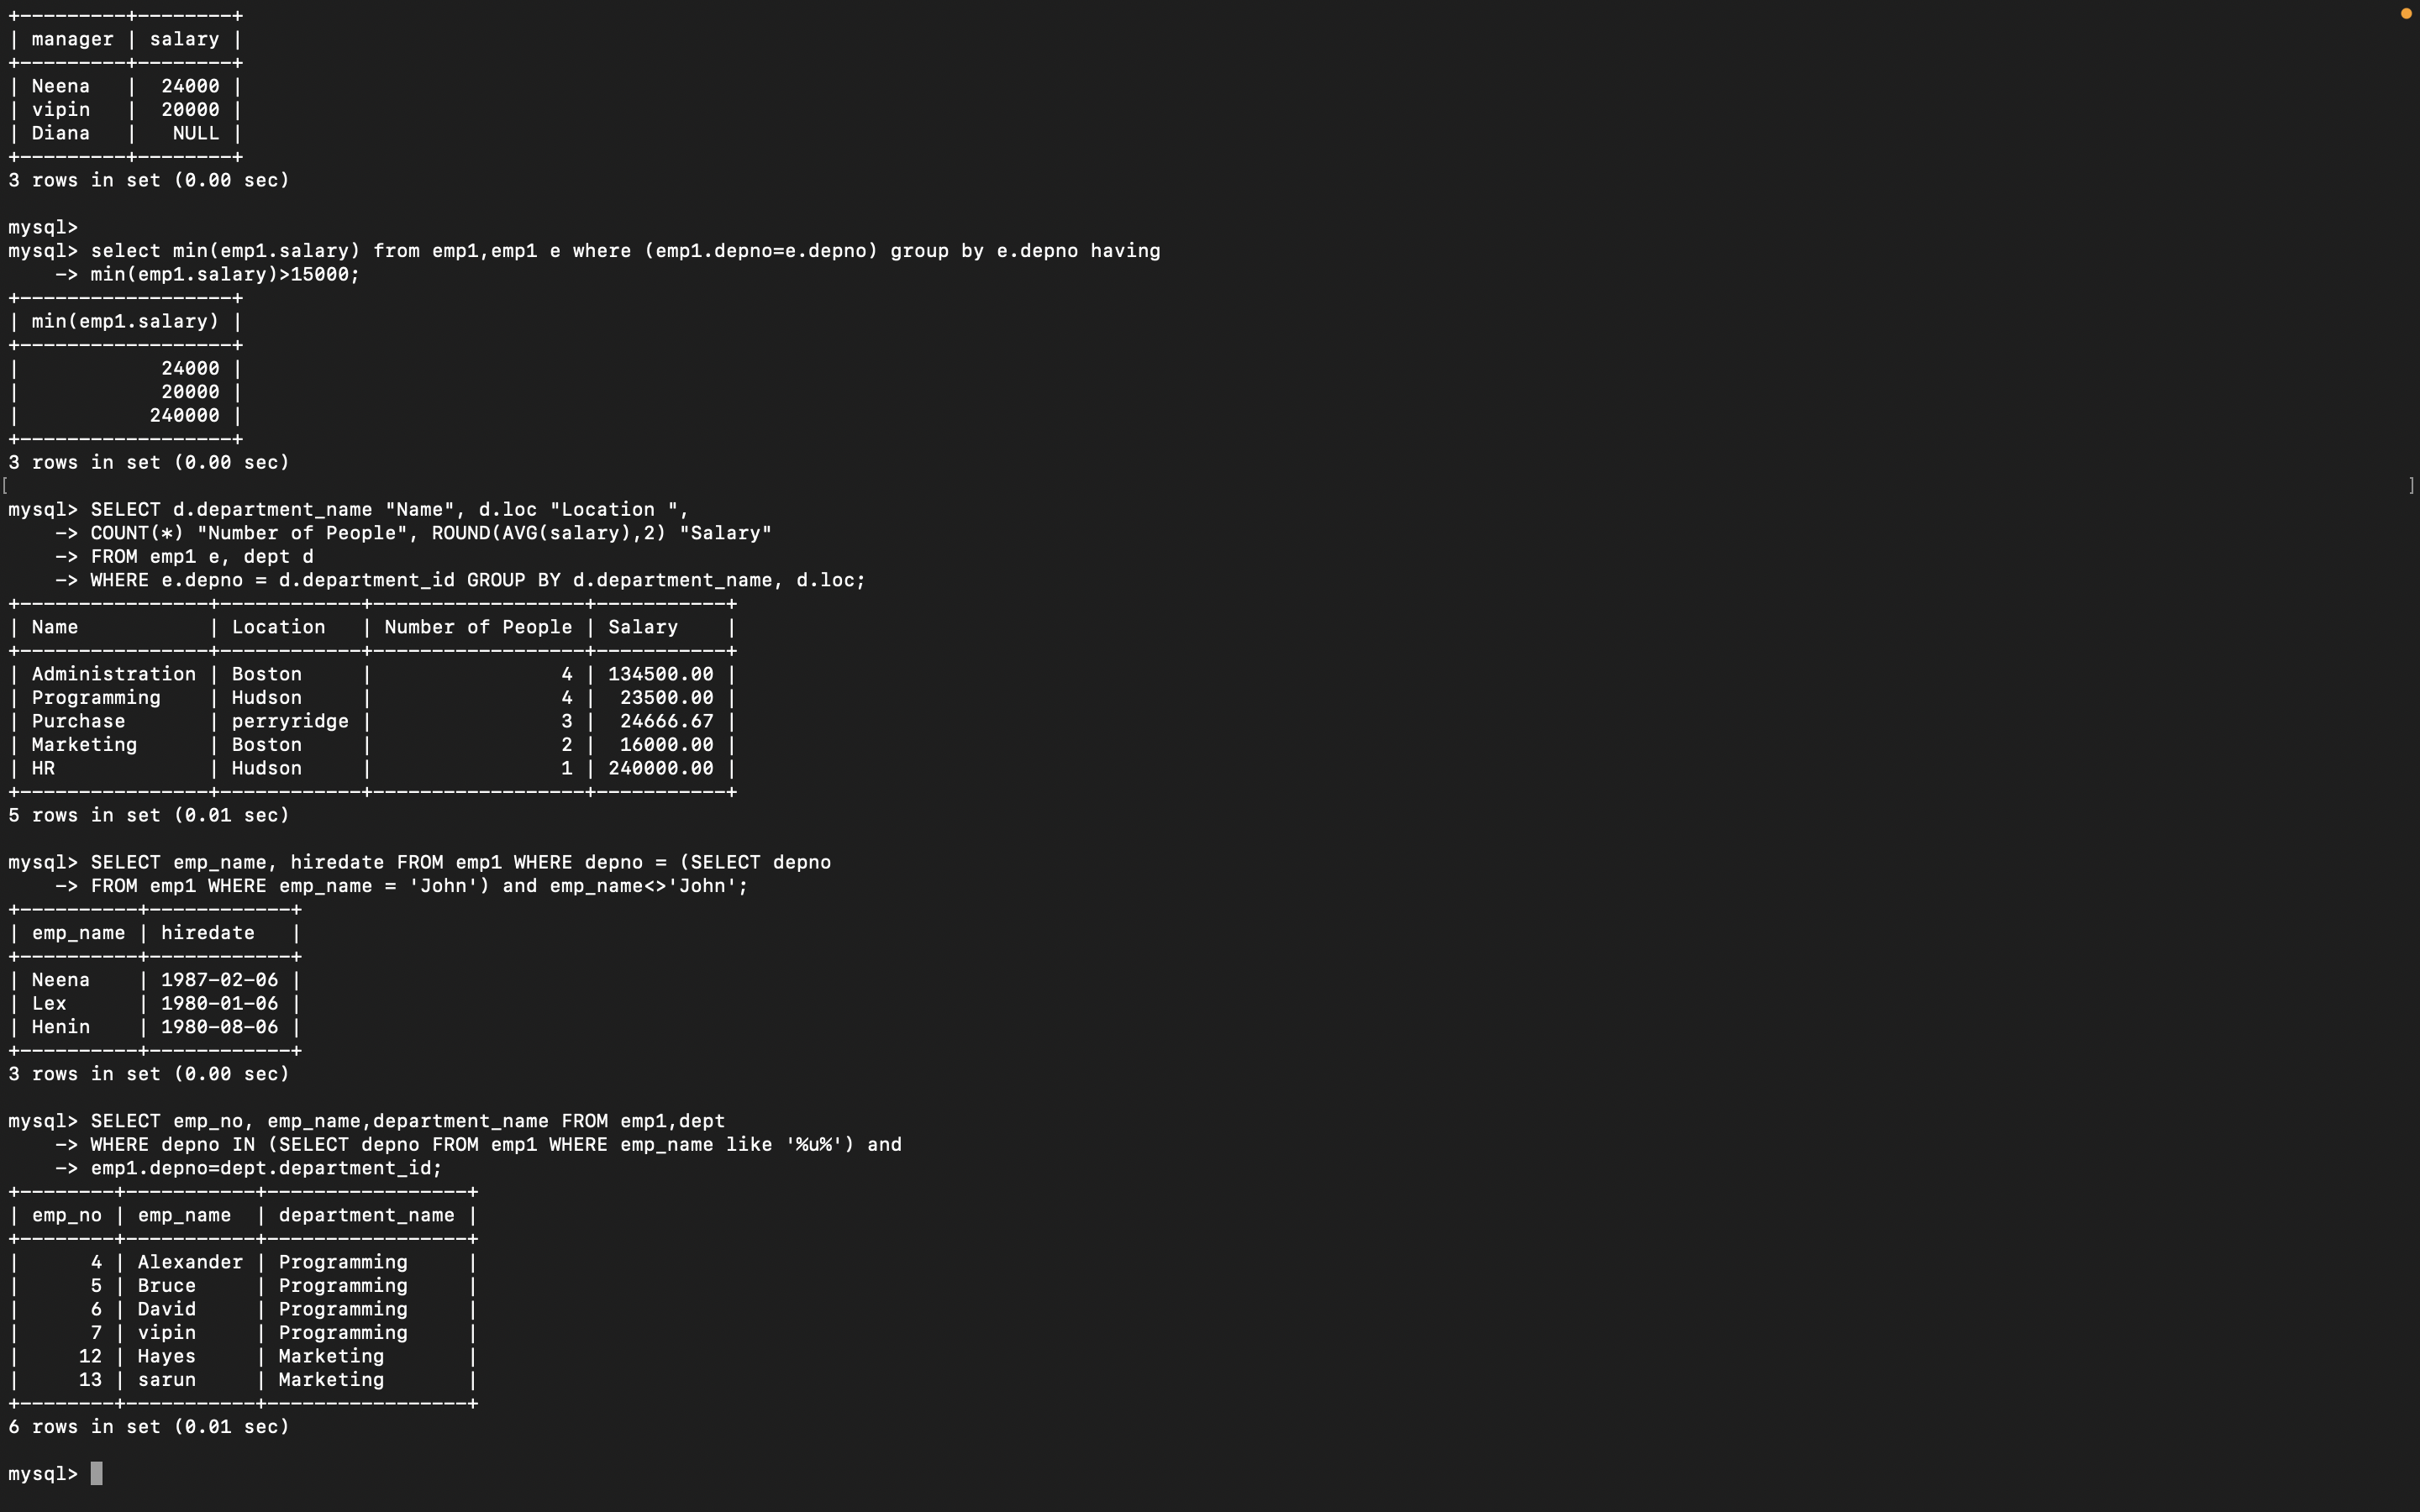 +---------+--------+
| manager | salary |
+---------+--------+
| Neena   |  24000 |
| vipin   |  20000 |
| Diana   |   NULL |
+---------+--------+
3 rows in set (0.00 sec)

mysql>
mysql> select min(emp1.salary) from emp1,emp1 e where (emp1.depno=e.depno) group by e.depno having
    -> min(emp1.salary)>15000;
+------------------+
| min(emp1.salary) |
+------------------+
|            24000 |
|            20000 |
|           240000 |
+------------------+
3 rows in set (0.00 sec)
[ ]
mysql> SELECT d.department_name "Name", d.loc "Location ",
    -> COUNT(*) "Number of People", ROUND(AVG(salary),2) "Salary"
    -> FROM emp1 e, dept d
    -> WHERE e.depno = d.department_id GROUP BY d.department_name, d.loc;
+----------------+------------+------------------+-----------+
| Name           | Location   | Number of People | Salary    |
+----------------+------------+------------------+-----------+
| Administration | Boston     |                4 | 134500.00 |
| Programming    | Hudson     |                4 |  23500.00 |
| Purchase       | perryridge |                3 |  24666.67 |
| Marketing      | Boston     |                2 |  16000.00 |
| HR             | Hudson     |                1 | 240000.00 |
+----------------+------------+------------------+-----------+
5 rows in set (0.01 sec)

mysql> SELECT emp_name, hiredate FROM emp1 WHERE depno = (SELECT depno
    -> FROM emp1 WHERE emp_name = 'John') and emp_name<>'John';
+----------+------------+
| emp_name | hiredate   |
+----------+------------+
| Neena    | 1987-02-06 |
| Lex      | 1980-01-06 |
| Henin    | 1980-08-06 |
+----------+------------+
3 rows in set (0.00 sec)

mysql> SELECT emp_no, emp_name,department_name FROM emp1,dept
    -> WHERE depno IN (SELECT depno FROM emp1 WHERE emp_name like '%u%') and
    -> emp1.depno=dept.department_id;
+--------+-----------+-----------------+
| emp_no | emp_name  | department_name |
+--------+-----------+-----------------+
|      4 | Alexander | Programming     |
|      5 | Bruce     | Programming     |
|      6 | David     | Programming     |
|      7 | vipin     | Programming     |
|     12 | Hayes     | Marketing       |
|     13 | sarun     | Marketing       |
+--------+-----------+-----------------+
6 rows in set (0.01 sec)

mysql>